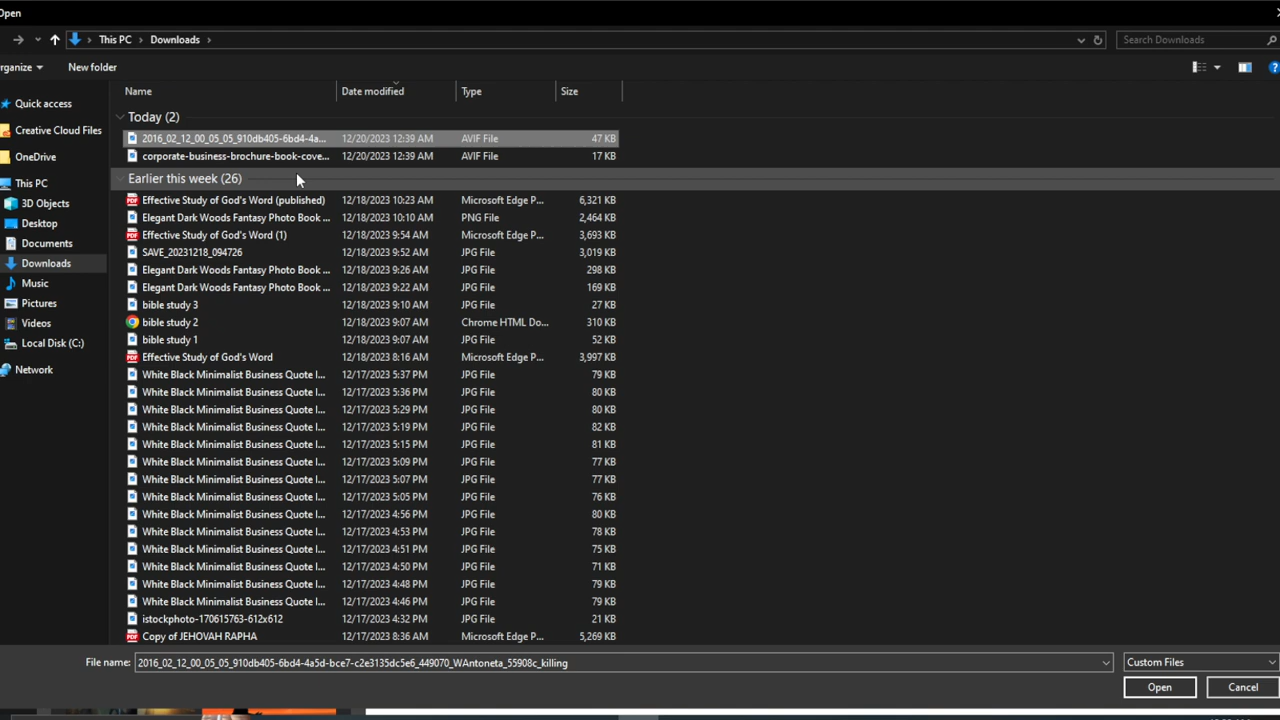 Open
This PC
Downloads
Search Downloads
New folder
Name
Date modified
Type
Size
Quick access
Creative Cloud Files
OneDrive
This PC
3D Objects
Desktop
Documents
Downloads
Music
Pictures
Videos
Local Disk (C:)
Network
Today (2)
2016_02_12_00_05_05_910db405-6bd4-4a... 12/20/2023 12:39 AM AVIF File 47 KB
corporate-business-brochure-book-cove... 12/20/2023 12:39 AM AVIF File 17 KB
Earlier this week (26)
Effective Study of God's Word (published) 12/18/2023 10:23 AM Microsoft Edge P... 6,321 KB
Elegant Dark Woods Fantasy Photo Book ... 12/18/2023 10:10 AM PNG File 2,464 KB
Effective Study of God's Word (1) 12/18/2023 9:54 AM Microsoft Edge P... 3,693 KB
SAVE_20231218_094726 12/18/2023 9:52 AM JPG File 3,019 KB
Elegant Dark Woods Fantasy Photo Book ... 12/18/2023 9:26 AM JPG File 298 KB
Elegant Dark Woods Fantasy Photo Book ... 12/18/2023 9:22 AM JPG File 169 KB
bible study 3 12/18/2023 9:10 AM JPG File 27 KB
bible study 2 12/18/2023 9:07 AM Chrome HTML Do... 310 KB
bible study 1 12/18/2023 9:07 AM JPG File 52 KB
Effective Study of God's Word 12/18/2023 8:16 AM Microsoft Edge P... 3,997 KB
White Black Minimalist Business Quote I... 12/17/2023 5:37 PM JPG File 79 KB
White Black Minimalist Business Quote I... 12/17/2023 5:36 PM JPG File 80 KB
White Black Minimalist Business Quote I... 12/17/2023 5:29 PM JPG File 80 KB
White Black Minimalist Business Quote I... 12/17/2023 5:19 PM JPG File 82 KB
White Black Minimalist Business Quote I... 12/17/2023 5:15 PM JPG File 81 KB
White Black Minimalist Business Quote I... 12/17/2023 5:09 PM JPG File 77 KB
White Black Minimalist Business Quote I... 12/17/2023 5:07 PM JPG File 77 KB
White Black Minimalist Business Quote I... 12/17/2023 5:05 PM JPG File 76 KB
White Black Minimalist Business Quote I... 12/17/2023 4:56 PM JPG File 80 KB
White Black Minimalist Business Quote I... 12/17/2023 4:53 PM JPG File 78 KB
White Black Minimalist Business Quote I... 12/17/2023 4:51 PM JPG File 75 KB
White Black Minimalist Business Quote I... 12/17/2023 4:50 PM JPG File 71 KB
White Black Minimalist Business Quote I... 12/17/2023 4:48 PM JPG File 79 KB
White Black Minimalist Business Quote I... 12/17/2023 4:46 PM JPG File 79 KB
istockphoto-170615763-612x612 12/17/2023 4:32 PM JPG File 21 KB
Copy of JEHOVAH RAPHA 12/17/2023 8:36 AM Microsoft Edge P... 5,269 KB
File name: 2016_02_12_00_05_05_910db405-6bd4-4a5d-bce7-c2e3135dc5e6_449070_WAntoneta_55908c_killing
Custom Files
Open
Cancel